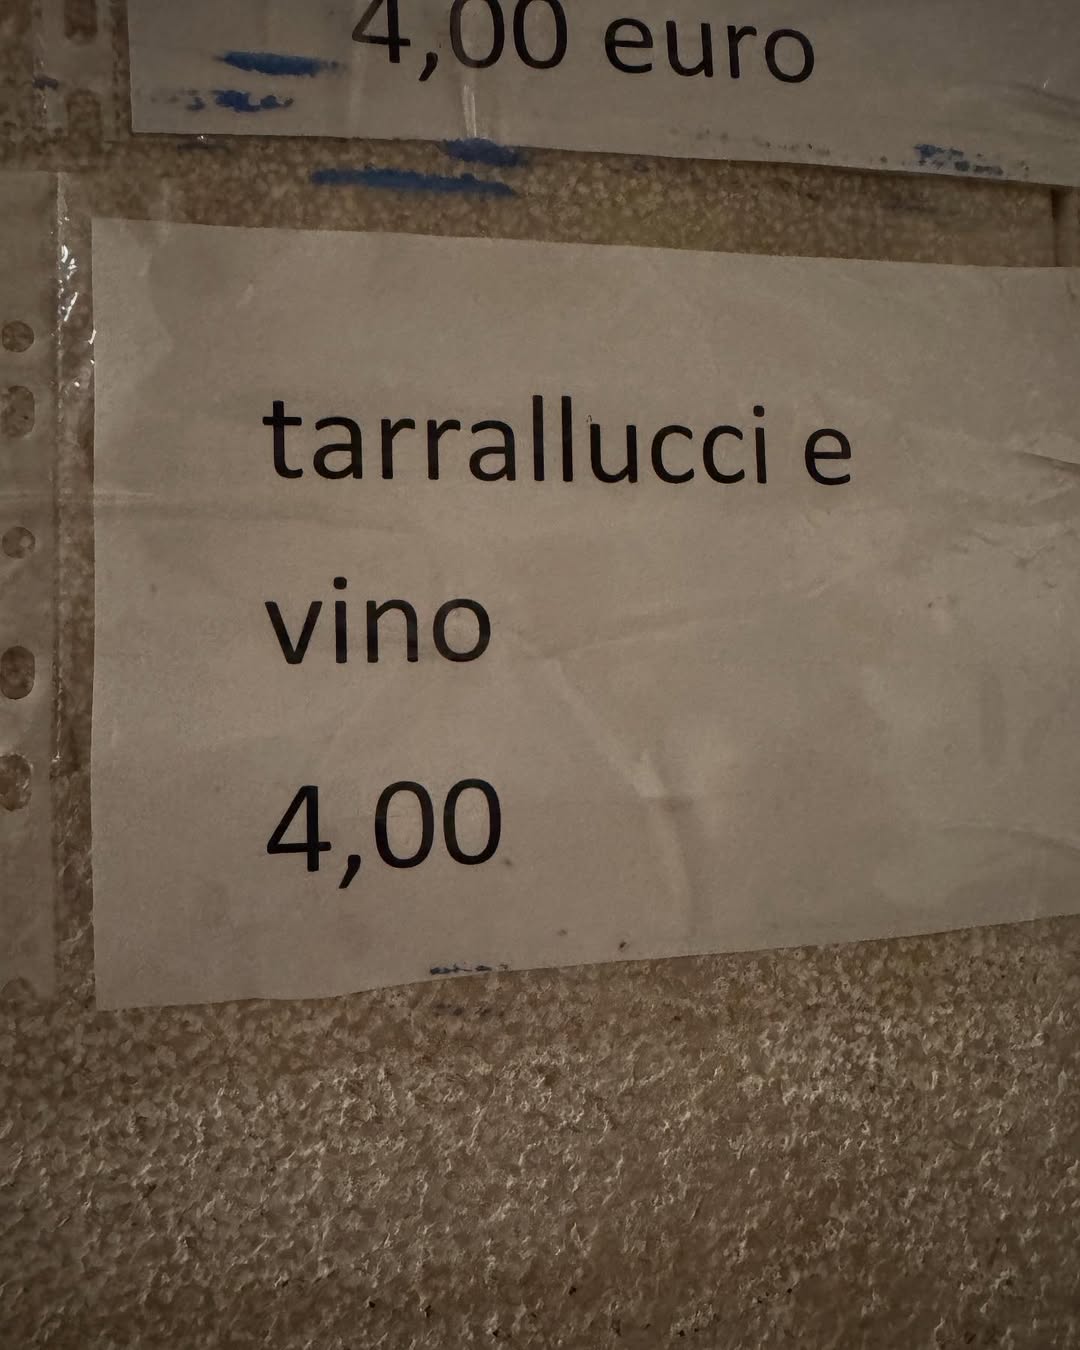 4,00 euro
tarrallucci e
vino
4,00